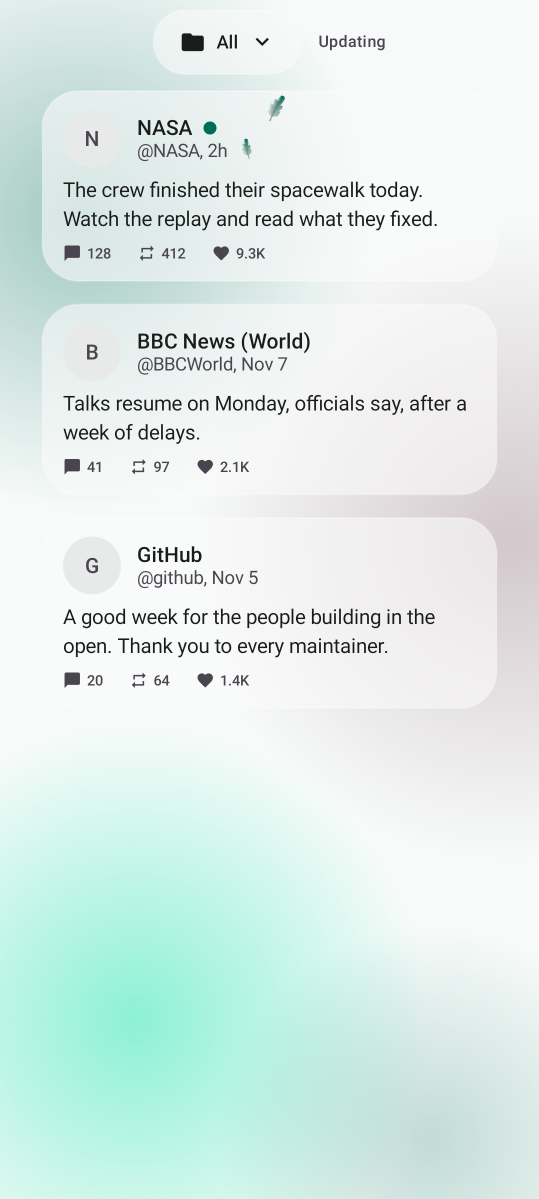 All
Updating
N
NASA
@NASA, 2h
The crew finished their spacewalk today.
Watch the replay and read what they fixed.
128 412 9.3K
B
BBC News (World)
@BBCWorld, Nov 7
Talks resume on Monday, officials say, after a
week of delays.
41 97 2.1K
G
GitHub
@github, Nov 5
A good week for the people building in the
open. Thank you to every maintainer.
20 64 1.4K